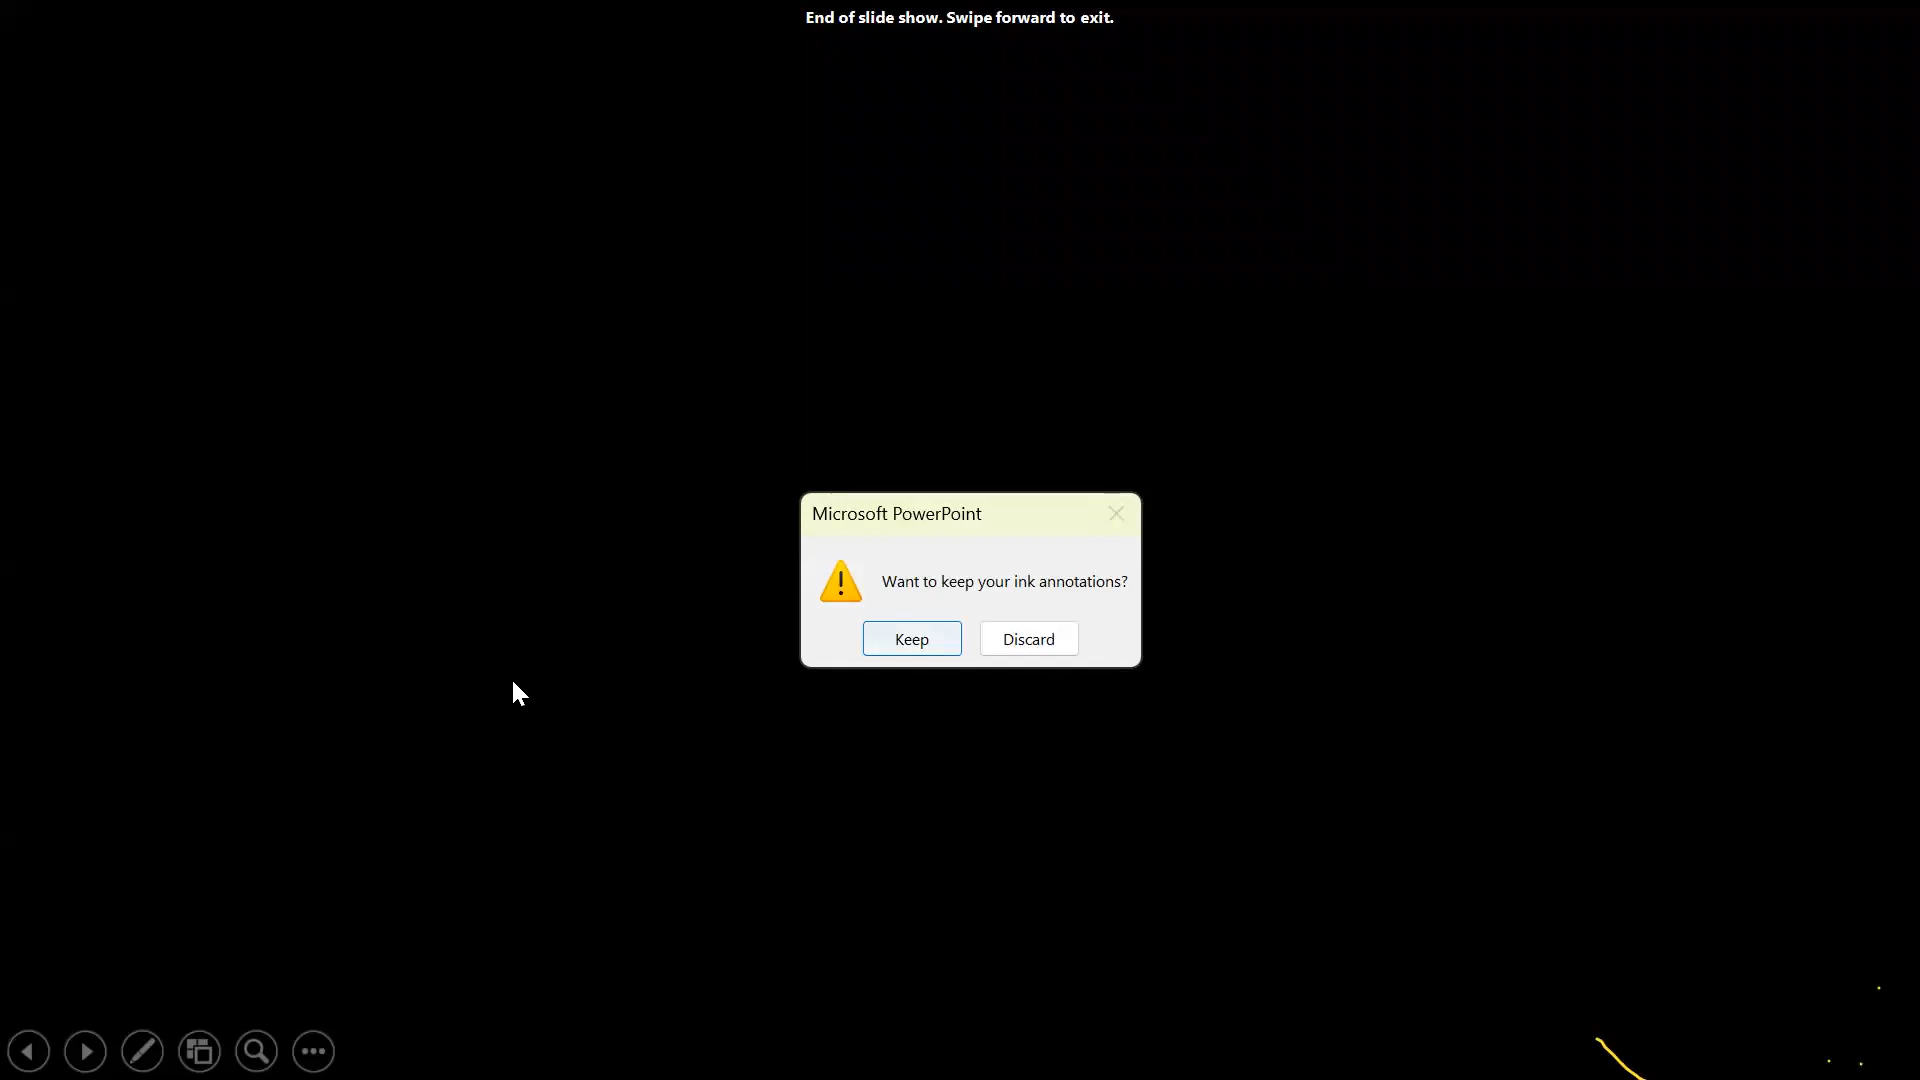 End of slide show. Swipe forward to exit.
Microsoft PowerPoint
Want to keep your ink annotations?
Keep
Discard